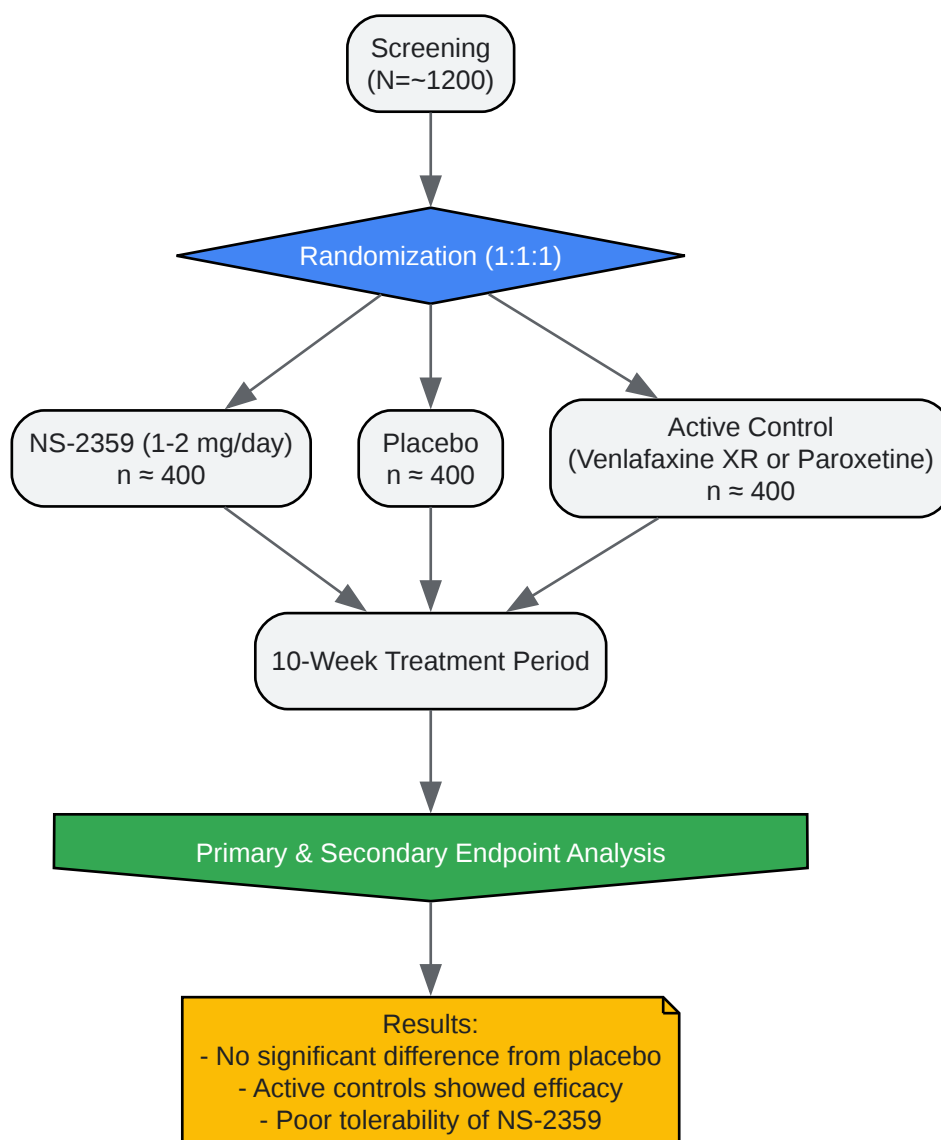 Screening
(N=~1200)
Randomization (1:1:1)
NS-2359 (1-2 mg/day)
n ≈ 400
Placebo
n ≈ 400
Active Control
(Venlafaxine XR or Paroxetine)
n ≈ 400
10-Week Treatment Period
Primary & Secondary Endpoint Analysis
Results:
- No significant difference from placebo
- Active controls showed efficacy
- Poor tolerability of NS-2359